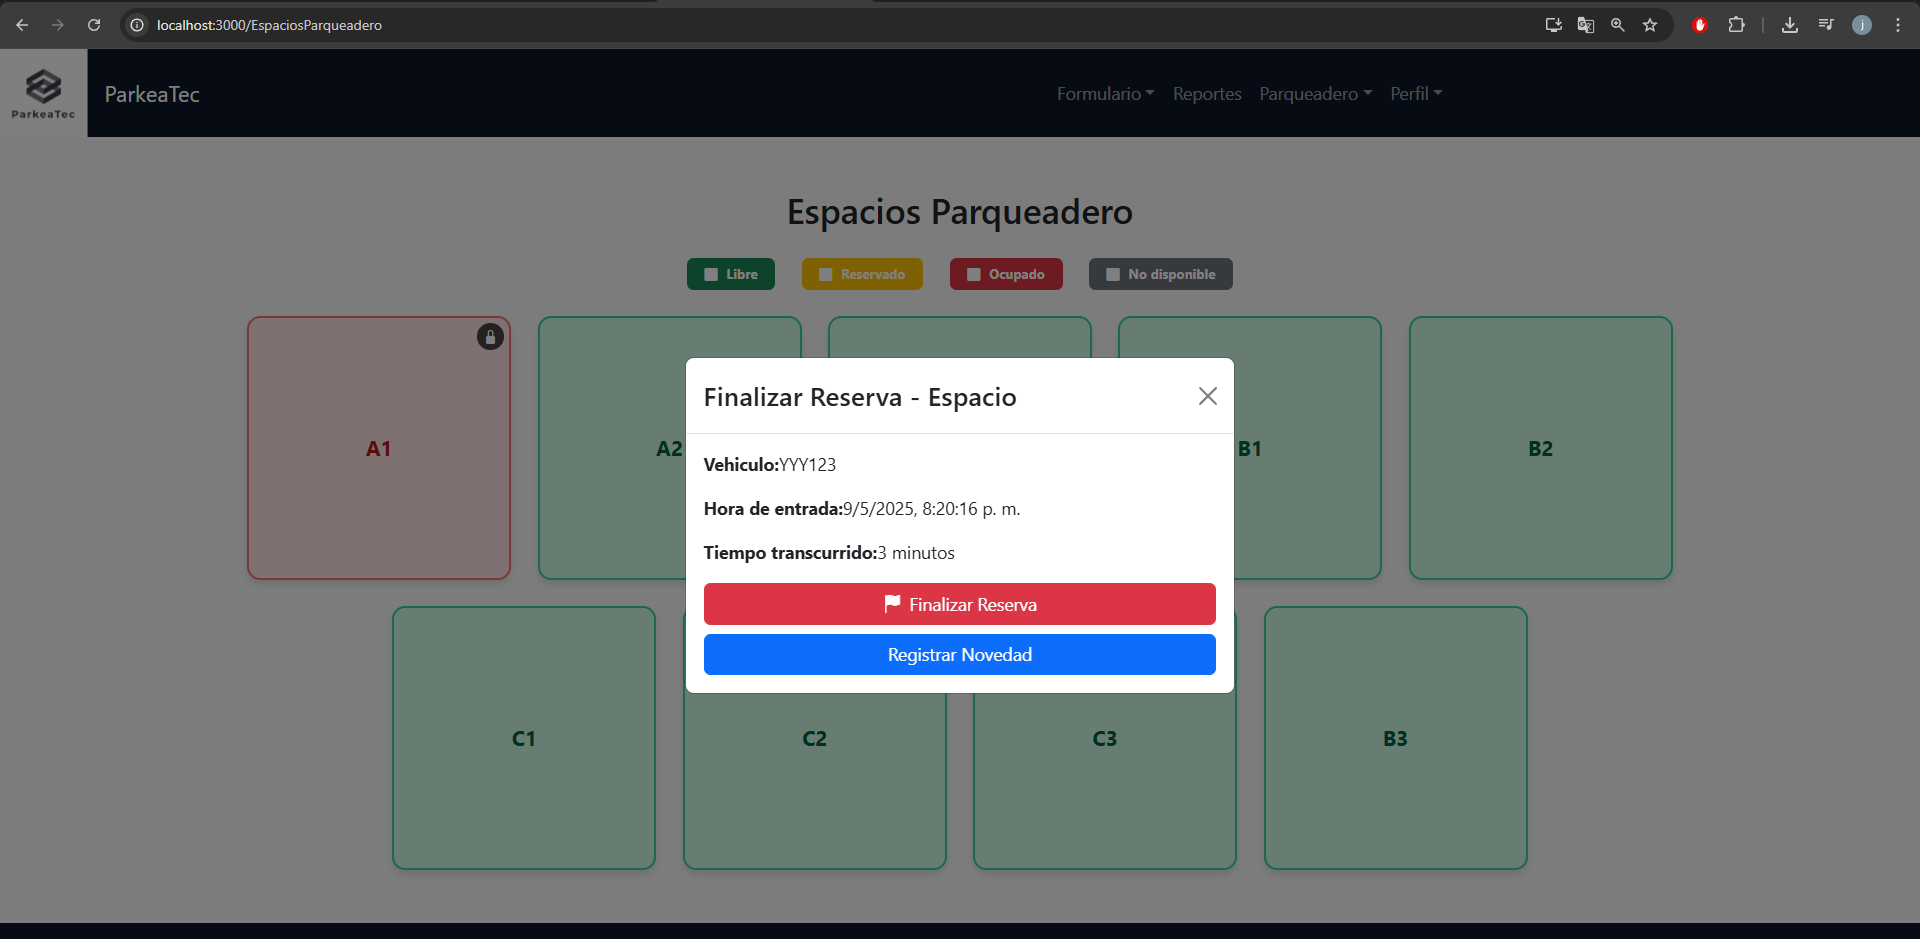 localhost:3000/EspaciosParqueadero
j
ParkeaTec
ParkeaTec
Formulario
Reportes
Parqueadero
Perfil
Espacios Parqueadero
Libre
Reservado
Ocupado
No disponible
A1
A2
B1
B2
Finalizar Reserva - Espacio
Vehiculo:YYY123
Hora de entrada:9/5/2025, 8:20:16 p. m.
Tiempo transcurrido:3 minutos
Finalizar Reserva
Registrar Novedad
C1
C2
C3
B3